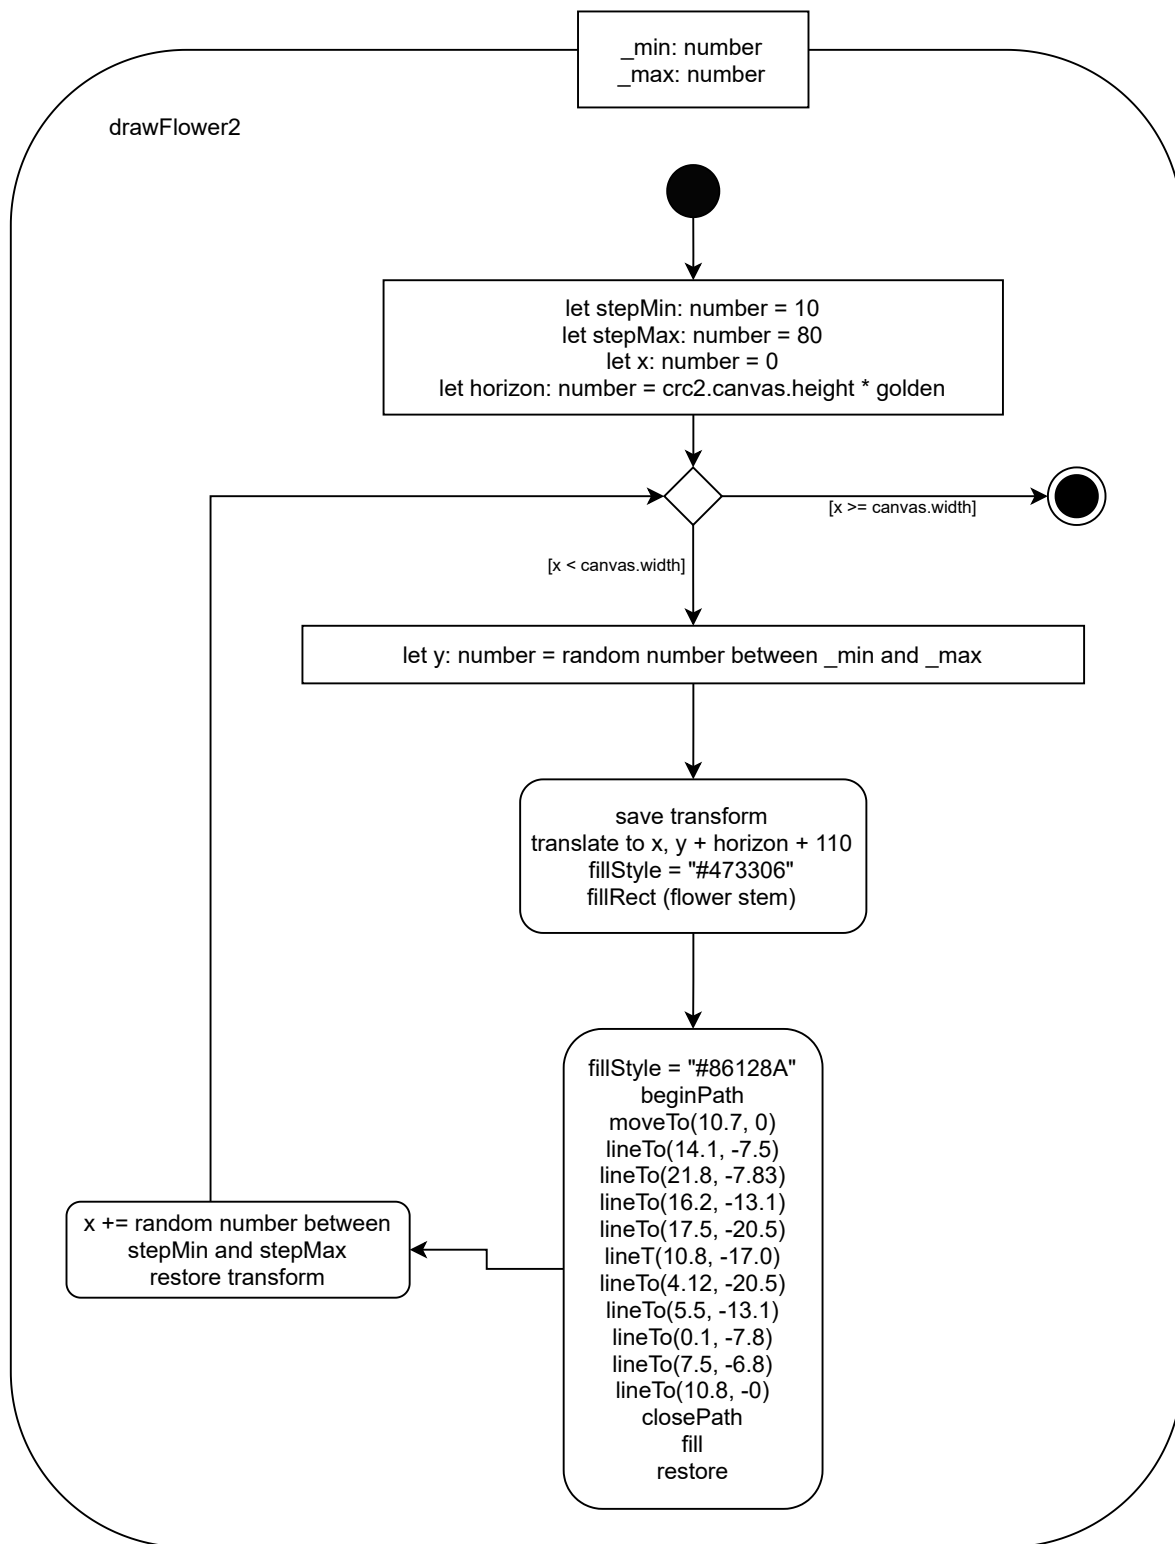 _min: number
_max: number
drawFlower2
let stepMin: number = 10
let stepMax: number = 80
let x: number = 0
let horizon: number = crc2.canvas.height * golden
[x >= canvas.width]
[x < canvas.width]
let y: number = random number between _min and _max
save transform
translate to x, y + horizon + 110
fillStyle = "#473306"
fillRect (flower stem)
fillStyle = "#86128A"
beginPath
moveTo(10.7, 0)
lineTo(14.1, -7.5)
lineTo(21.8, -7.83)
lineTo(16.2, -13.1)
lineTo(17.5, -20.5)
lineT(10.8, -17.0)
lineTo(4.12, -20.5)
lineTo(5.5, -13.1)
lineTo(0.1, -7.8)
lineTo(7.5, -6.8)
lineTo(10.8, -0)
closePath
fill
restore
x += random number between
stepMin and stepMax
restore transform